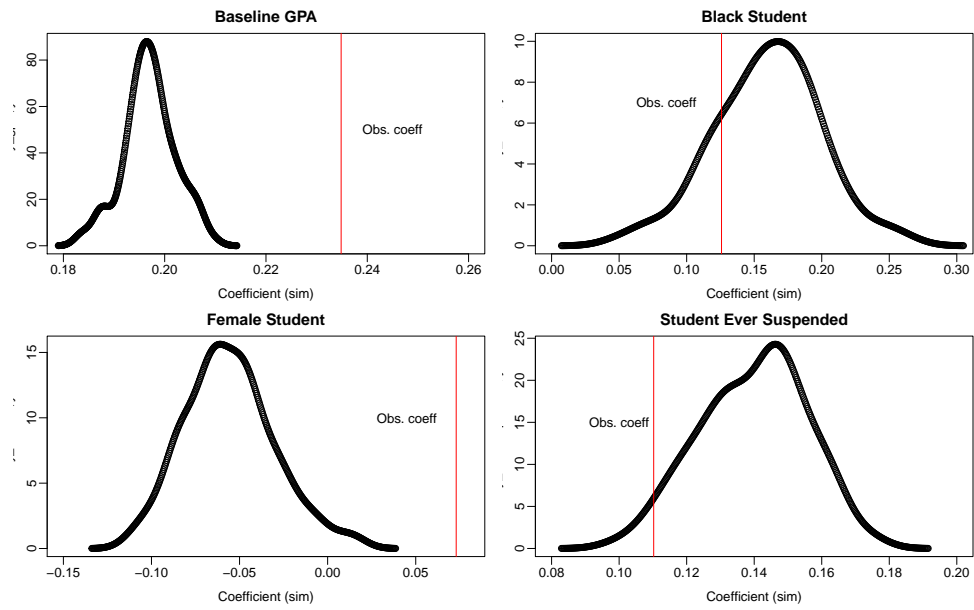 Baseline GPA
80
60
40
20
0
Obs. coeff
0.18 0.20 0.22 0.24 0.26
Coefficient (sim)
Black Student
10
8
6
4
2
0
Obs. coeff
0.00 0.05 0.10 0.15 0.20 0.25 0.30
Coefficient (sim)
Female Student
15
10
5
0
Obs. coeff
−0.15 −0.10 −0.05 0.00 0.05
Coefficient (sim)
Student Ever Suspended
25
20
15
10
5
0
Obs. coeff
0.08 0.10 0.12 0.14 0.16 0.18 0.20
Coefficient (sim)